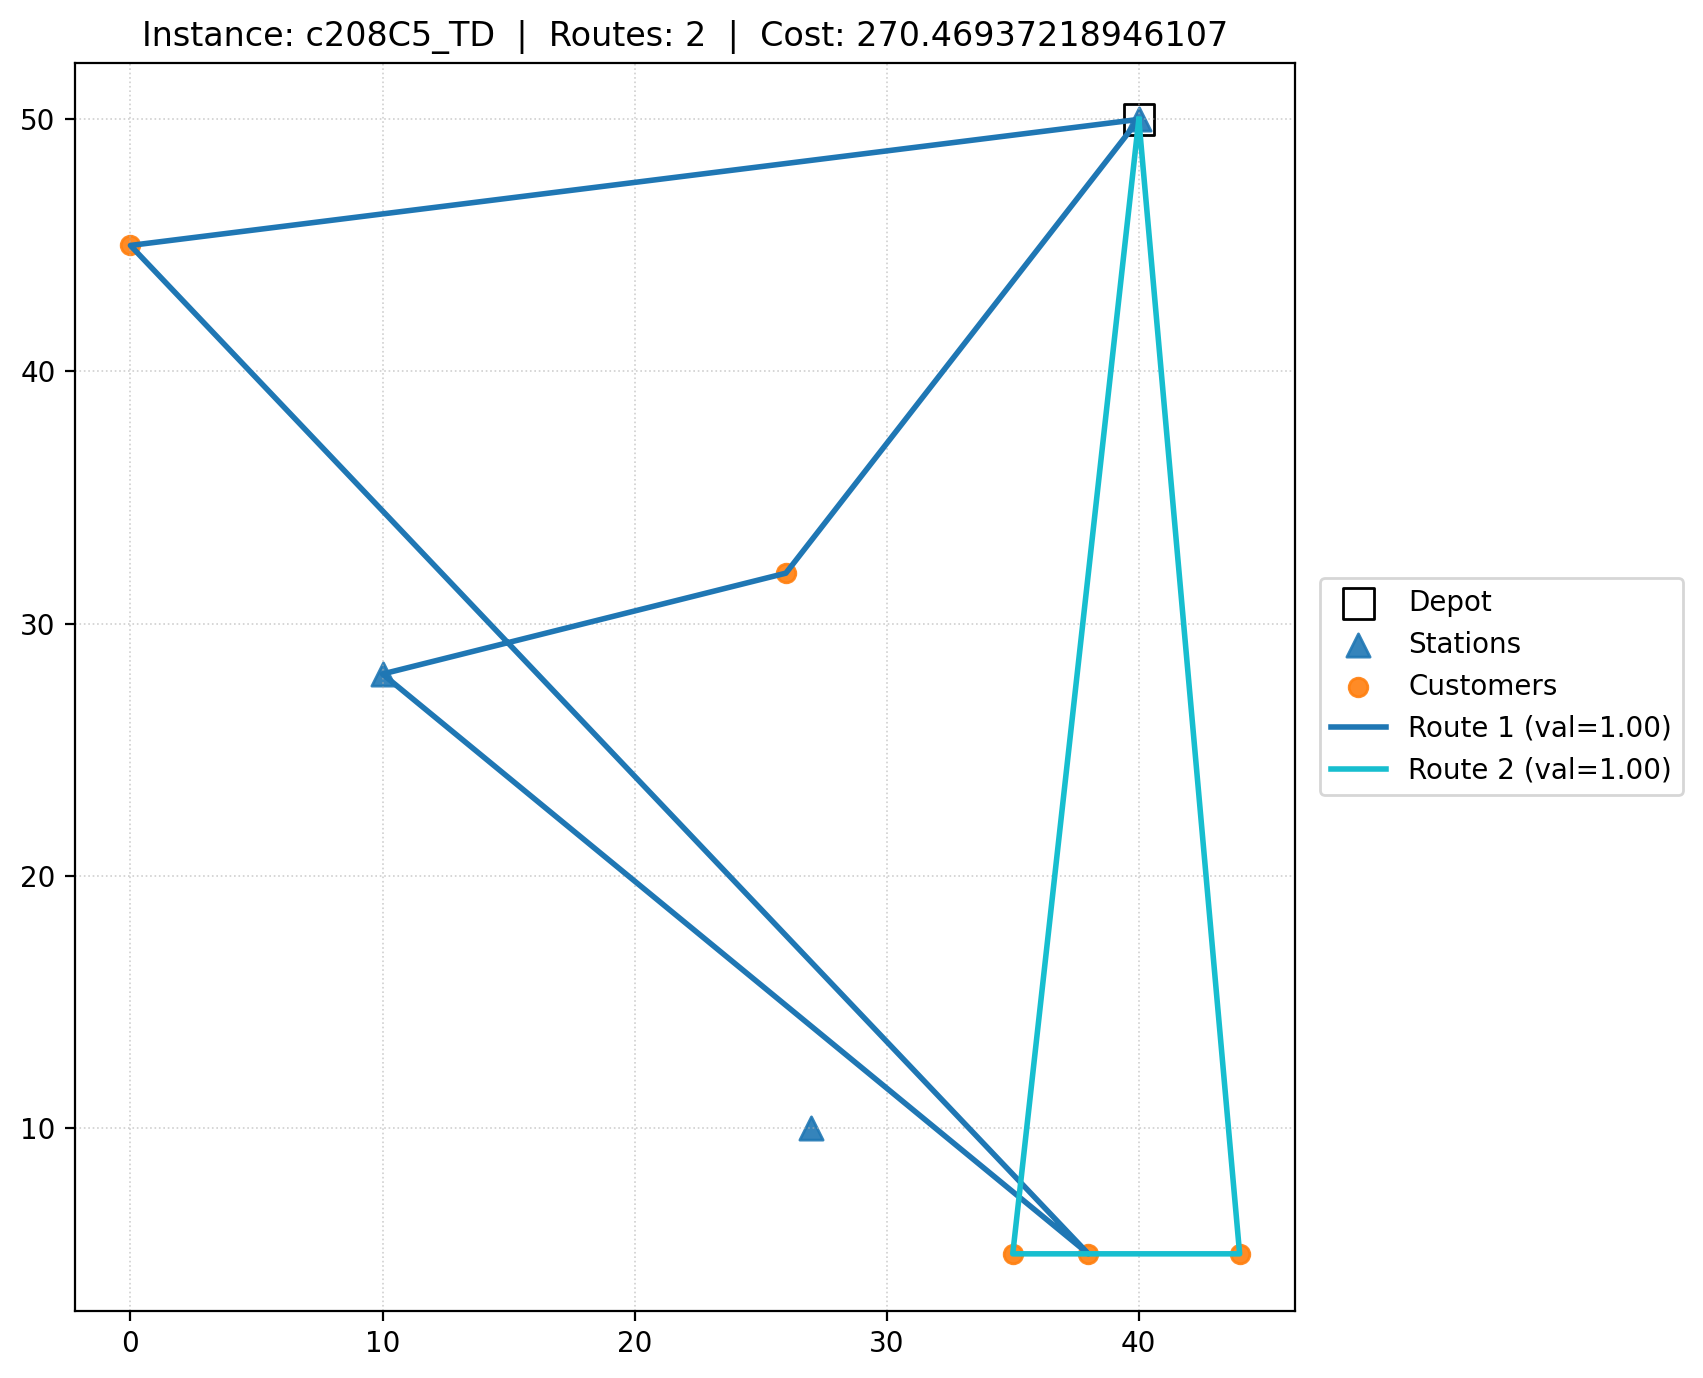 Instance: c208C5_TD  |  Routes: 2  |  Cost: 270.46937218946107
50
40
30
20
10
0
10
20
30
40
Depot
Stations
Customers
Route 1 (val=1.00)
Route 2 (val=1.00)